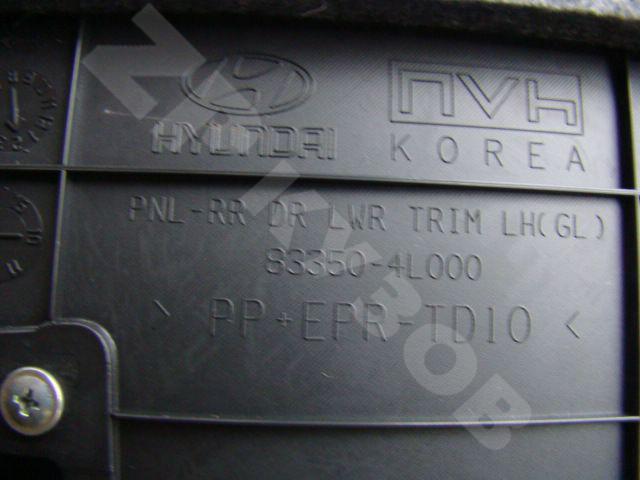 HYUNDAI
NVH
KOREA
PNL-RR DR LWR TRIM LH(GL)
83350-4L000
> PP+EPR-TD10 <